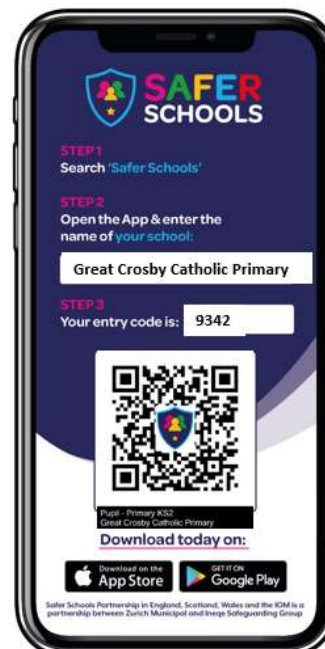 SAFER
SCHOOLS
STEP 1
Search 'Safer Schools'
STEP 2
Open the App & enter the
name of your school:
Great Crosby Catholic Primary
STEP 3
Your entry code is: 9342
Pupil - Primary KS2
Great Crosby Catholic Primary
Download today on:
Download on the
App Store
GET IT ON
Google Play
Safer Schools Partnership in England, Scotland, Wales and the IOM is a
partnership between Zurich Municipal and Ineqe Safeguarding Group